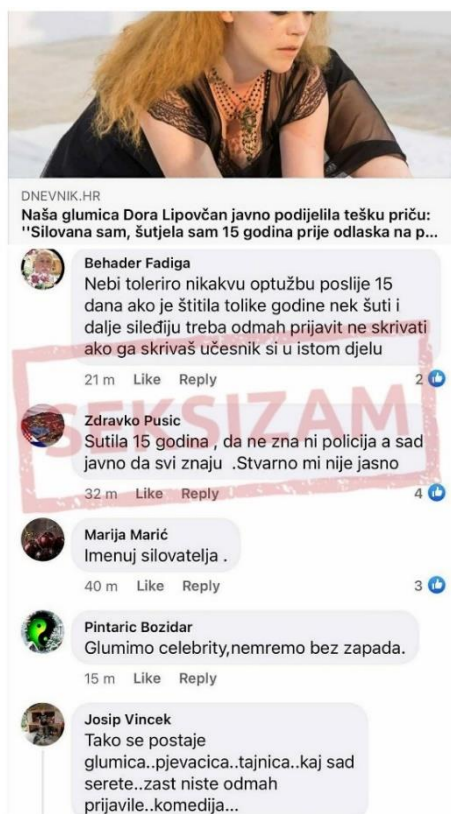 DNEVNIK.HR
Naša glumica Dora Lipovčan javno podijelila tešku priču:
"Silovana sam, šutjela sam 15 godina prije odlaska na p...
Behader Fadiga
Nebi toleriro nikakvu optužbu poslije 15
dana ako je štitila tolike godine nek šuti i
dalje sileđiju treba odmah prijavit ne skrivati
ako ga skrivaš učesnik si u istom djelu
21 m Like Reply 2
SEKSIZAM
Zdravko Pusic
Sutila 15 godina , da ne zna ni policija a sad
javno da svi znaju .Stvarno mi nije jasno
32 m Like Reply 4
Marija Marić
Imenuj silovatelja .
40 m Like Reply 3
Pintaric Bozidar
Glumimo celebrity,nemremo bez zapada.
15 m Like Reply
Josip Vincek
Tako se postaje
glumica..pjevacica..tajnica..kaj sad
serete..zast niste odmah
prijavile..komedija...